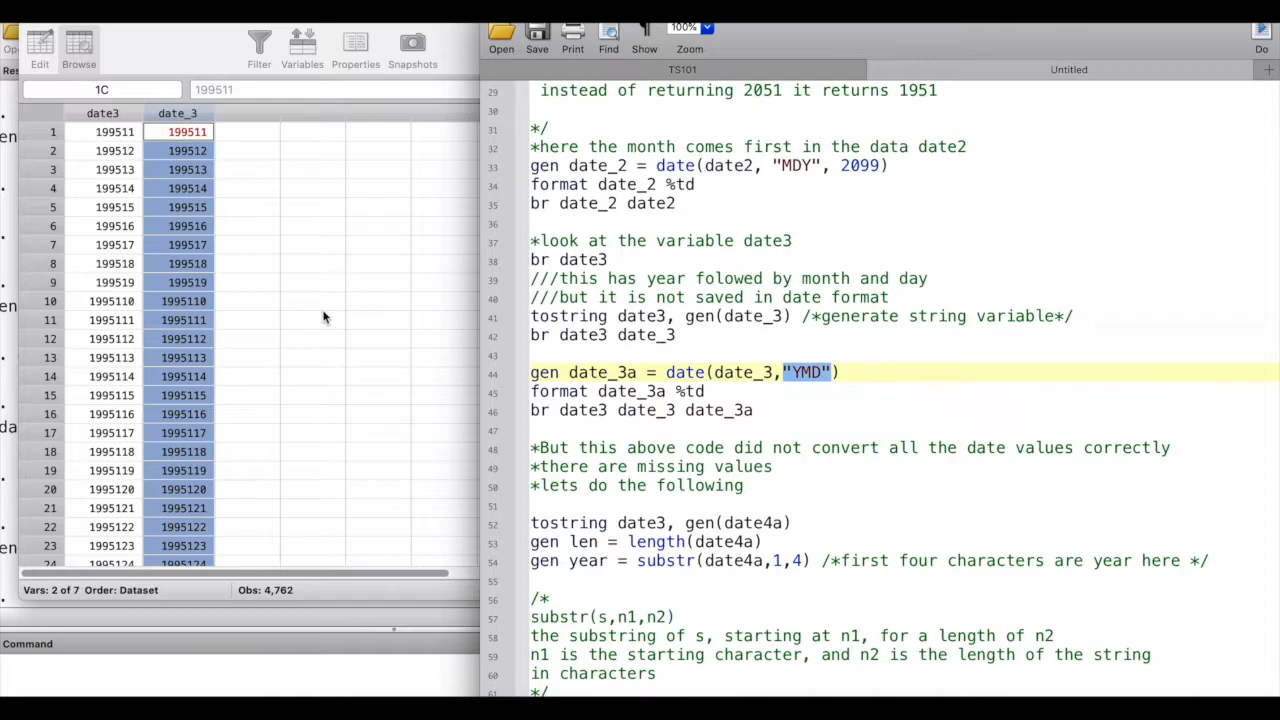 Open
Save
Print
Find
Show
100%
Zoom
Do
Edit
Browse
Filter
Variables
Properties
Snapshots
Res
TS101
Untitled
1C
199511
date3 date_3
1 199511 199511
2 199512 199512
3 199513 199513
4 199514 199514
5 199515 199515
6 199516 199516
7 199517 199517
8 199518 199518
9 199519 199519
10 1995110 1995110
11 1995111 1995111
12 1995112 1995112
13 1995113 1995113
14 1995114 1995114
15 1995115 1995115
16 1995116 1995116
17 1995117 1995117
18 1995118 1995118
19 1995119 1995119
20 1995120 1995120
21 1995121 1995121
22 1995122 1995122
23 1995123 1995123
24 1995124 1995124
Vars: 2 of 7 Order: Dataset Obs: 4,762
Command
en
en
da
en
29 instead of returning 2051 it returns 1951
30
31 */
32 *here the month comes first in the data date2
33 gen date_2 = date(date2, "MDY", 2099)
34 format date_2 %td
35 br date_2 date2
36
37 *look at the variable date3
38 br date3
39 ///this has year folowed by month and day
40 ///but it is not saved in date format
41 tostring date3, gen(date_3) /*generate string variable*/
42 br date3 date_3
43
44 gen date_3a = date(date_3,"YMD")
45 format date_3a %td
46 br date3 date_3 date_3a
47
48 *But this above code did not convert all the date values correctly
49 *there are missing values
50 *lets do the following
51
52 tostring date3, gen(date4a)
53 gen len = length(date4a)
54 gen year = substr(date4a,1,4) /*first four characters are year here */
55
56 /*
57 substr(s,n1,n2)
58 the substring of s, starting at n1, for a length of n2
59 n1 is the starting character, and n2 is the length of the string
60 in characters
61 */